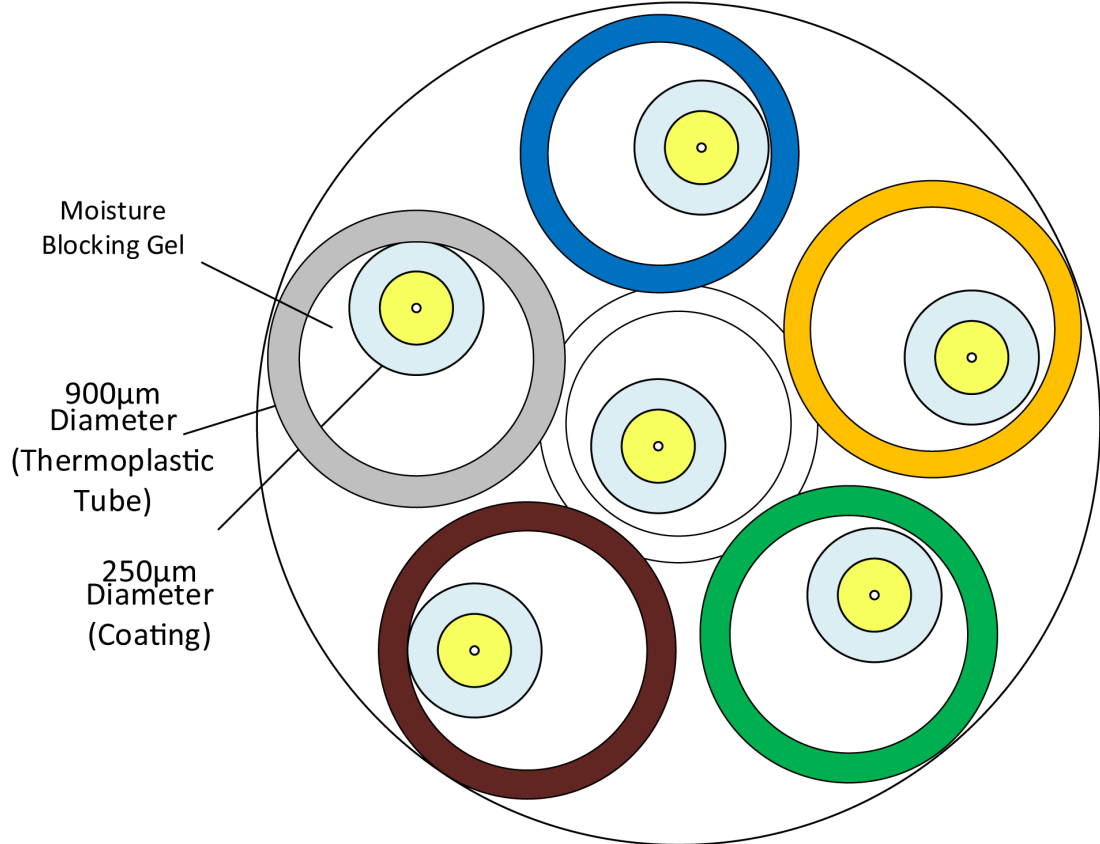 Moisture
Blocking Gel
900µm
Diameter
(Thermoplastic
Tube)
250µm
Diameter
(Coating)